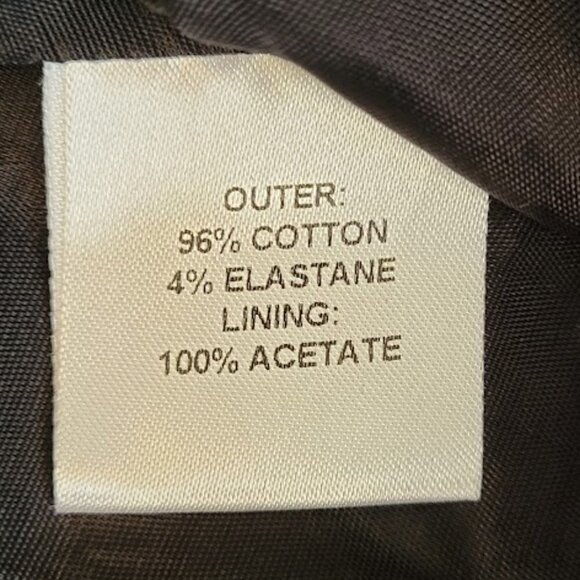 OUTER:
96% COTTON
4% ELASTANE
LINING:
100% ACETATE